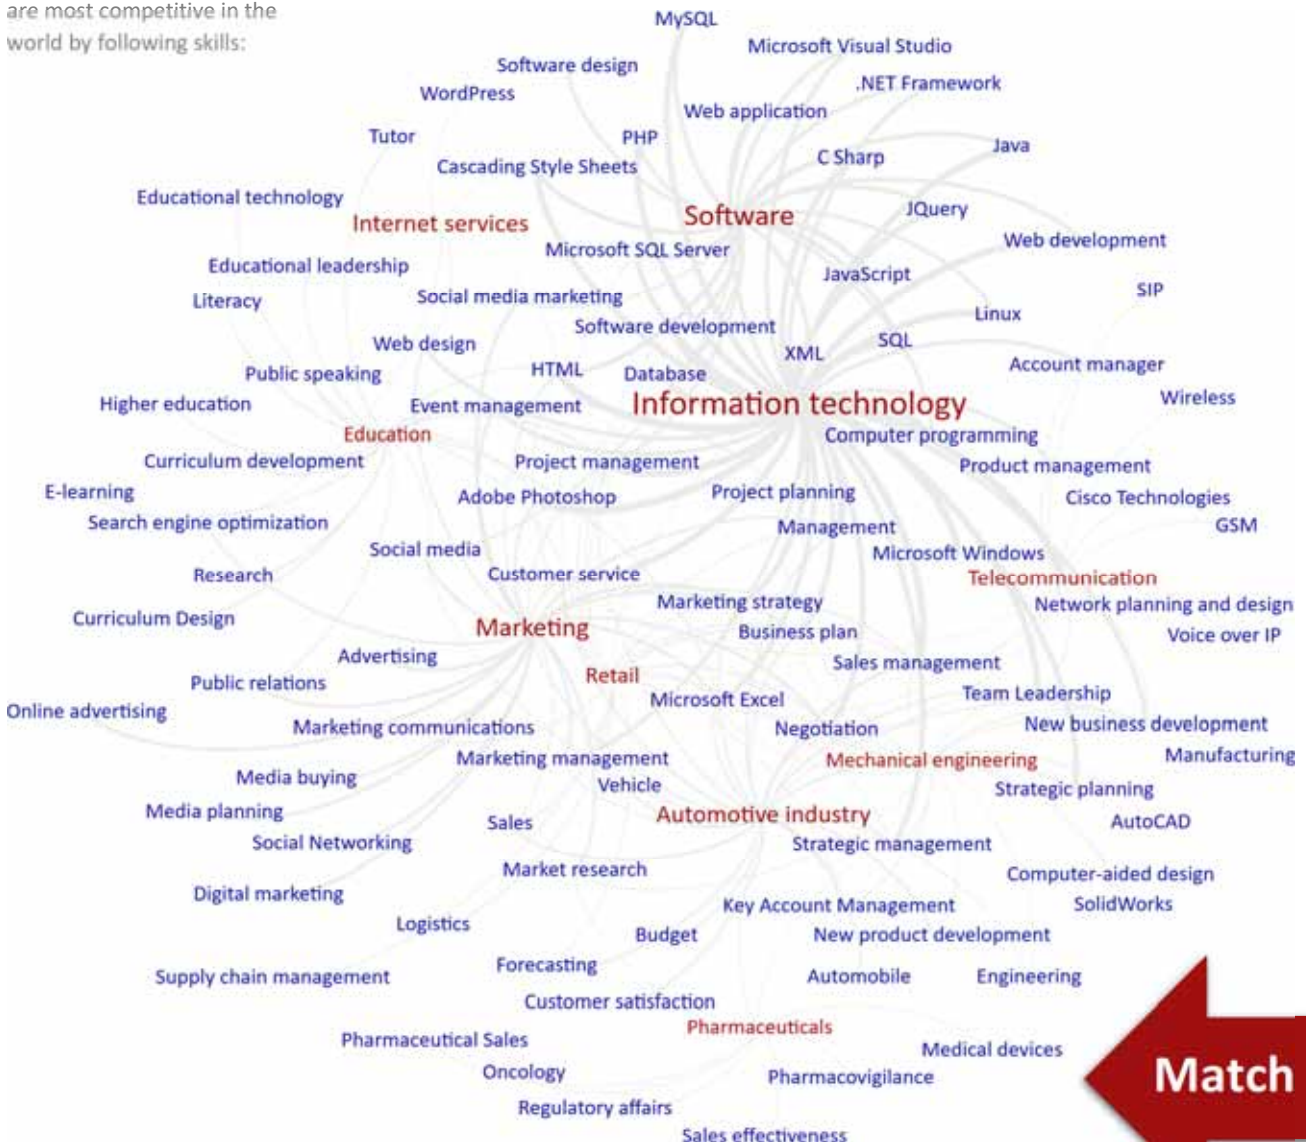 are most competitive in the
world by following skills:
MySQL
Microsoft Visual Studio
Software design
.NET Framework
WordPress
Web application
Tutor
PHP
Java
C Sharp
Cascading Style Sheets
Educational technology
JQuery
Software
Internet services
Web development
Microsoft SQL Server
Educational leadership
JavaScript
SIP
Social media marketing
Literacy
Linux
Software development
SQL
Web design
XML
Account manager
HTML
Database
Public speaking
Wireless
Higher education
Event management
Information technology
Education
Computer programming
Curriculum development
Project management
Product management
E-learning
Project planning
Adobe Photoshop
Cisco Technologies
Search engine optimization
Management
GSM
Social media
Microsoft Windows
Research
Customer service
Telecommunication
Marketing strategy
Network planning and design
Curriculum Design
Marketing
Business plan
Voice over IP
Advertising
Sales management
Retail
Public relations
Team Leadership
Microsoft Excel
Online advertising
Marketing communications
Negotiation
New business development
Marketing management
Mechanical engineering
Manufacturing
Media buying
Vehicle
Strategic planning
Media planning
Automotive industry
Sales
AutoCAD
Social Networking
Strategic management
Market research
Computer-aided design
Digital marketing
Key Account Management
SolidWorks
Logistics
Budget
New product development
Forecasting
Supply chain management
Automobile
Engineering
Customer satisfaction
Pharmaceuticals
Pharmaceutical Sales
Medical devices
Oncology
Pharmacovigilance
Match
Regulatory affairs
Sales effectiveness